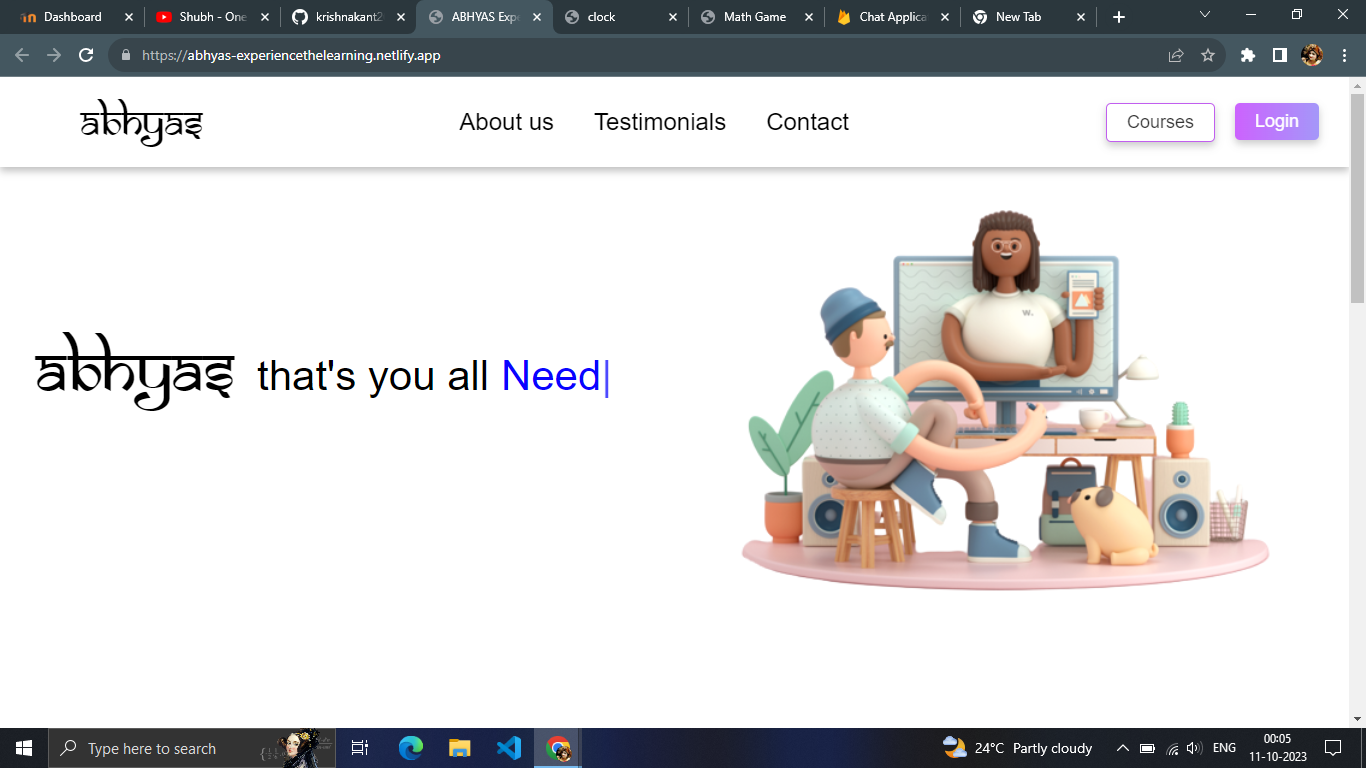 Dashboard
Shubh - One
krishnakant2
ABHYAS Expe
clock
Math Game
Chat Applica
New Tab
https://abhyas-experiencethelearning.netlify.app
abhyas
About us
Testimonials
Contact
Courses
Login
W.
abhyas that's you all Need|
Type here to search
24°C Partly cloudy
ENG
00:05
11-10-2023